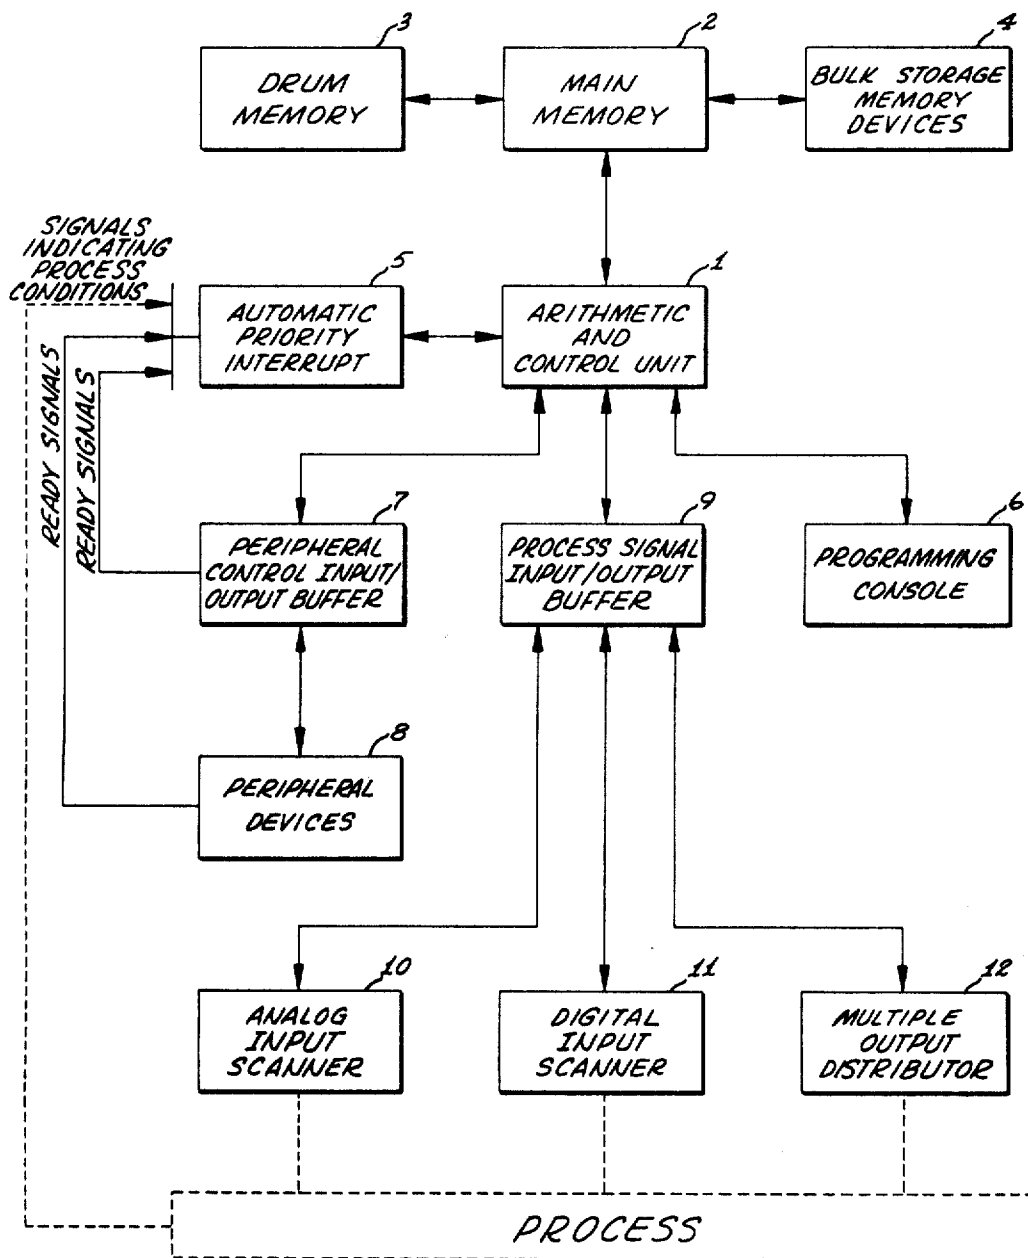 3
DRUM
MEMORY
2
MAIN
MEMORY
4
BULK STORAGE
MEMORY
DEVICES
SIGNALS
INDICATING
PROCESS
CONDITIONS
5
AUTOMATIC
PRIORITY
INTERRUPT
1
ARITHMETIC
AND
CONTROL UNIT
READY SIGNALS
READY SIGNALS
7
PERIPHERAL
CONTROL INPUT/
OUTPUT BUFFER
9
PROCESS SIGNAL
INPUT/OUTPUT
BUFFER
6
PROGRAMMING
CONSOLE
8
PERIPHERAL
DEVICES
10
ANALOG
INPUT
SCANNER
11
DIGITAL
INPUT
SCANNER
12
MULTIPLE
OUTPUT
DISTRIBUTOR
PROCESS